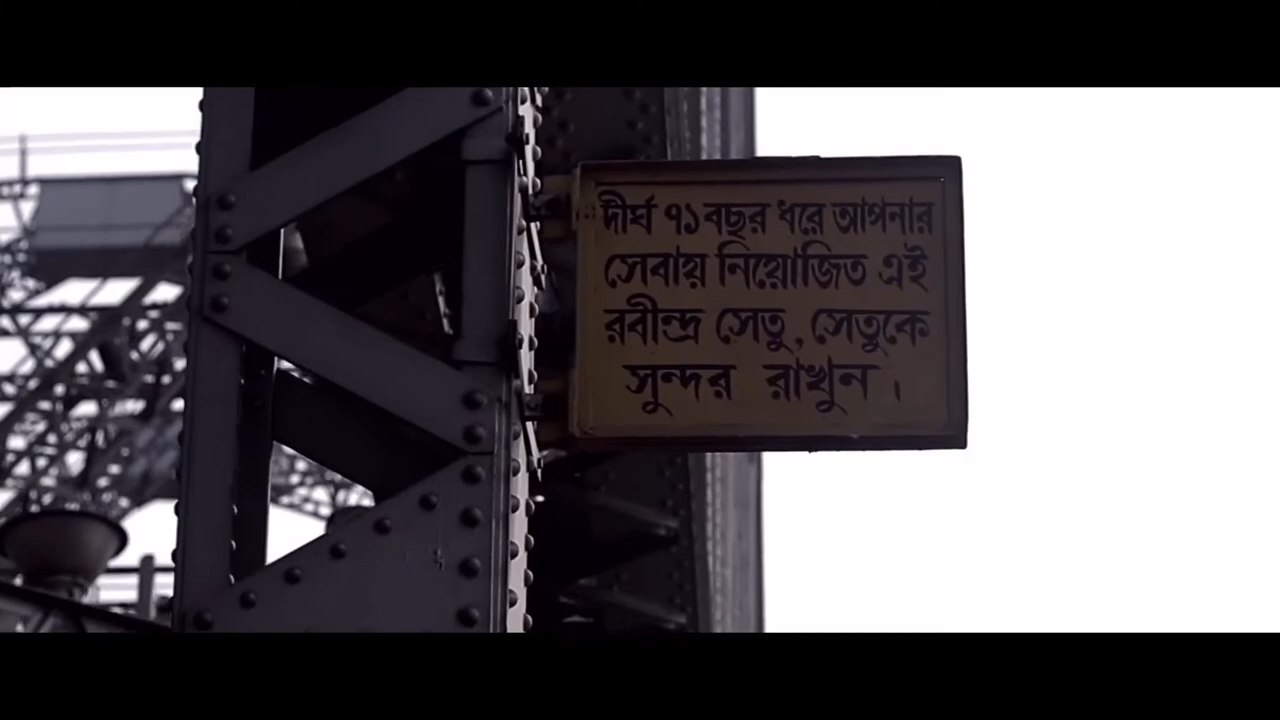 দীর্ঘ ৭১ বছর ধরে আপনার
সেবায় নিয়োজিত এই
রবীন্দ্র সেতু, সেতুকে
সুন্দর রাখুন।